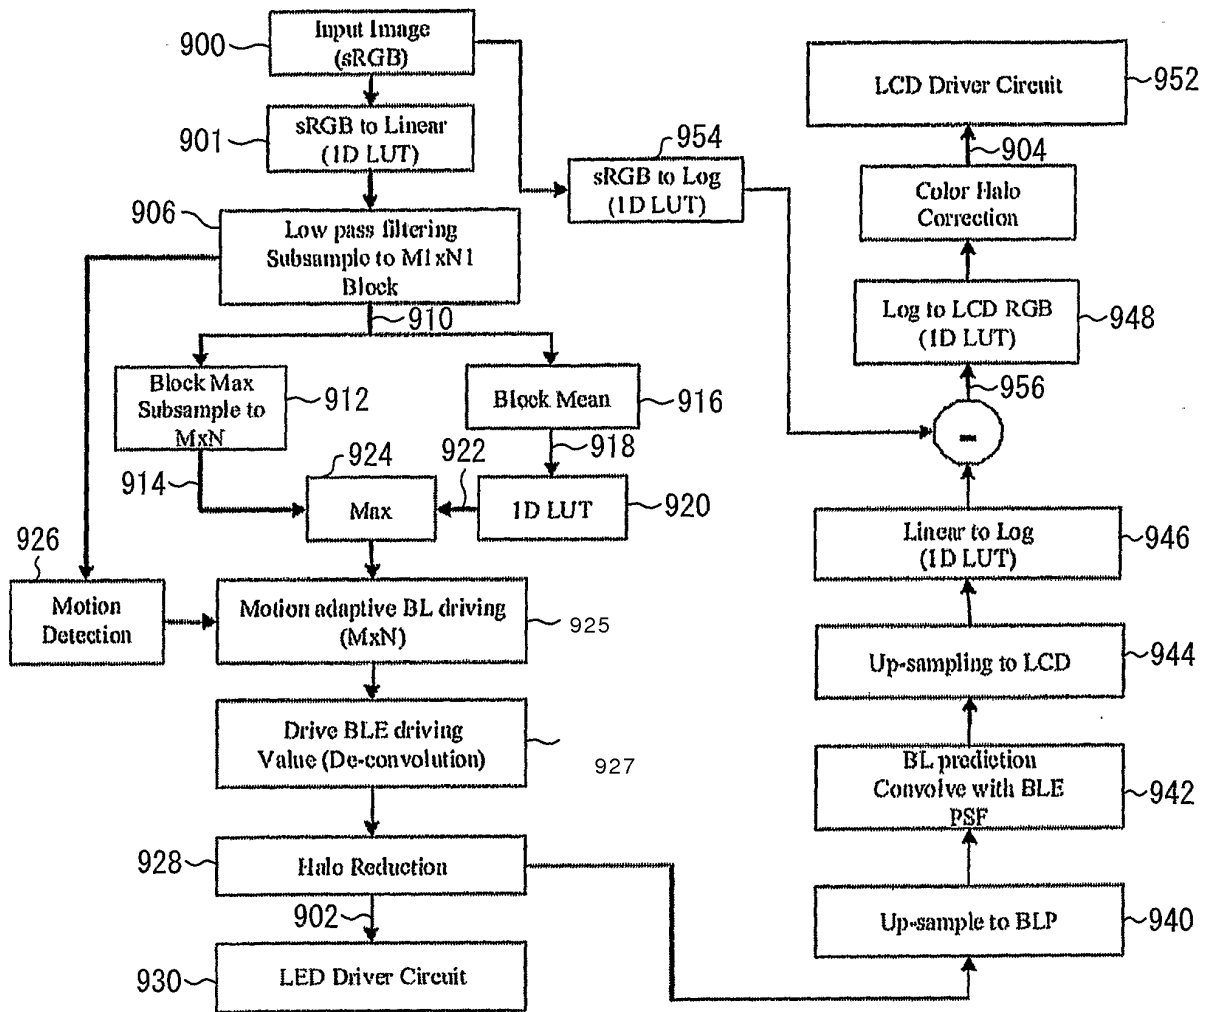 900
Input Image
(sRGB)
901
sRGB to Linear
(1D LUT)
906
Low pass filtering
Subsample to M1xN1
Block
910
954
sRGB to Log
(1D LUT)
Block Max
Subsample to
MxN
912
914
Block Mean
916
918
924
Max
922
1D LUT
920
926
Motion
Detection
Motion adaptive BL driving
(MxN)
925
Drive BLE driving
Value (De-convolution)
927
928
Halo Reduction
902
930
LED Driver Circuit
LCD Driver Circuit
952
904
Color Halo
Correction
Log to LCD RGB
(1D LUT)
948
956
-
Linear to Log
(1D LUT)
946
Up-sampling to LCD
944
BL prediction
Convolve with BLE
PSF
942
Up-sample to BLP
940